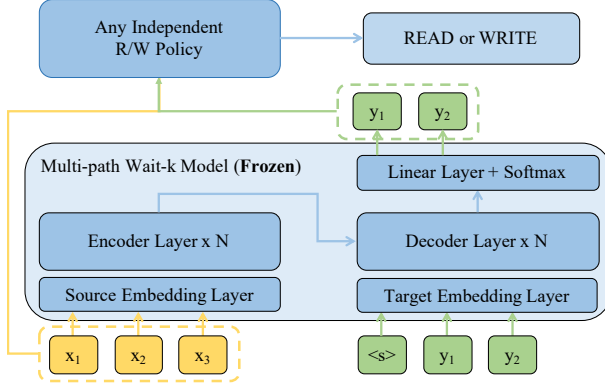 Any Independent
R/W Policy
READ or WRITE
y1 y2
Multi-path Wait-k Model (Frozen)
Linear Layer + Softmax
Encoder Layer x N
Decoder Layer x N
Source Embedding Layer
Target Embedding Layer
x1 x2 x3
<s> y1 y2